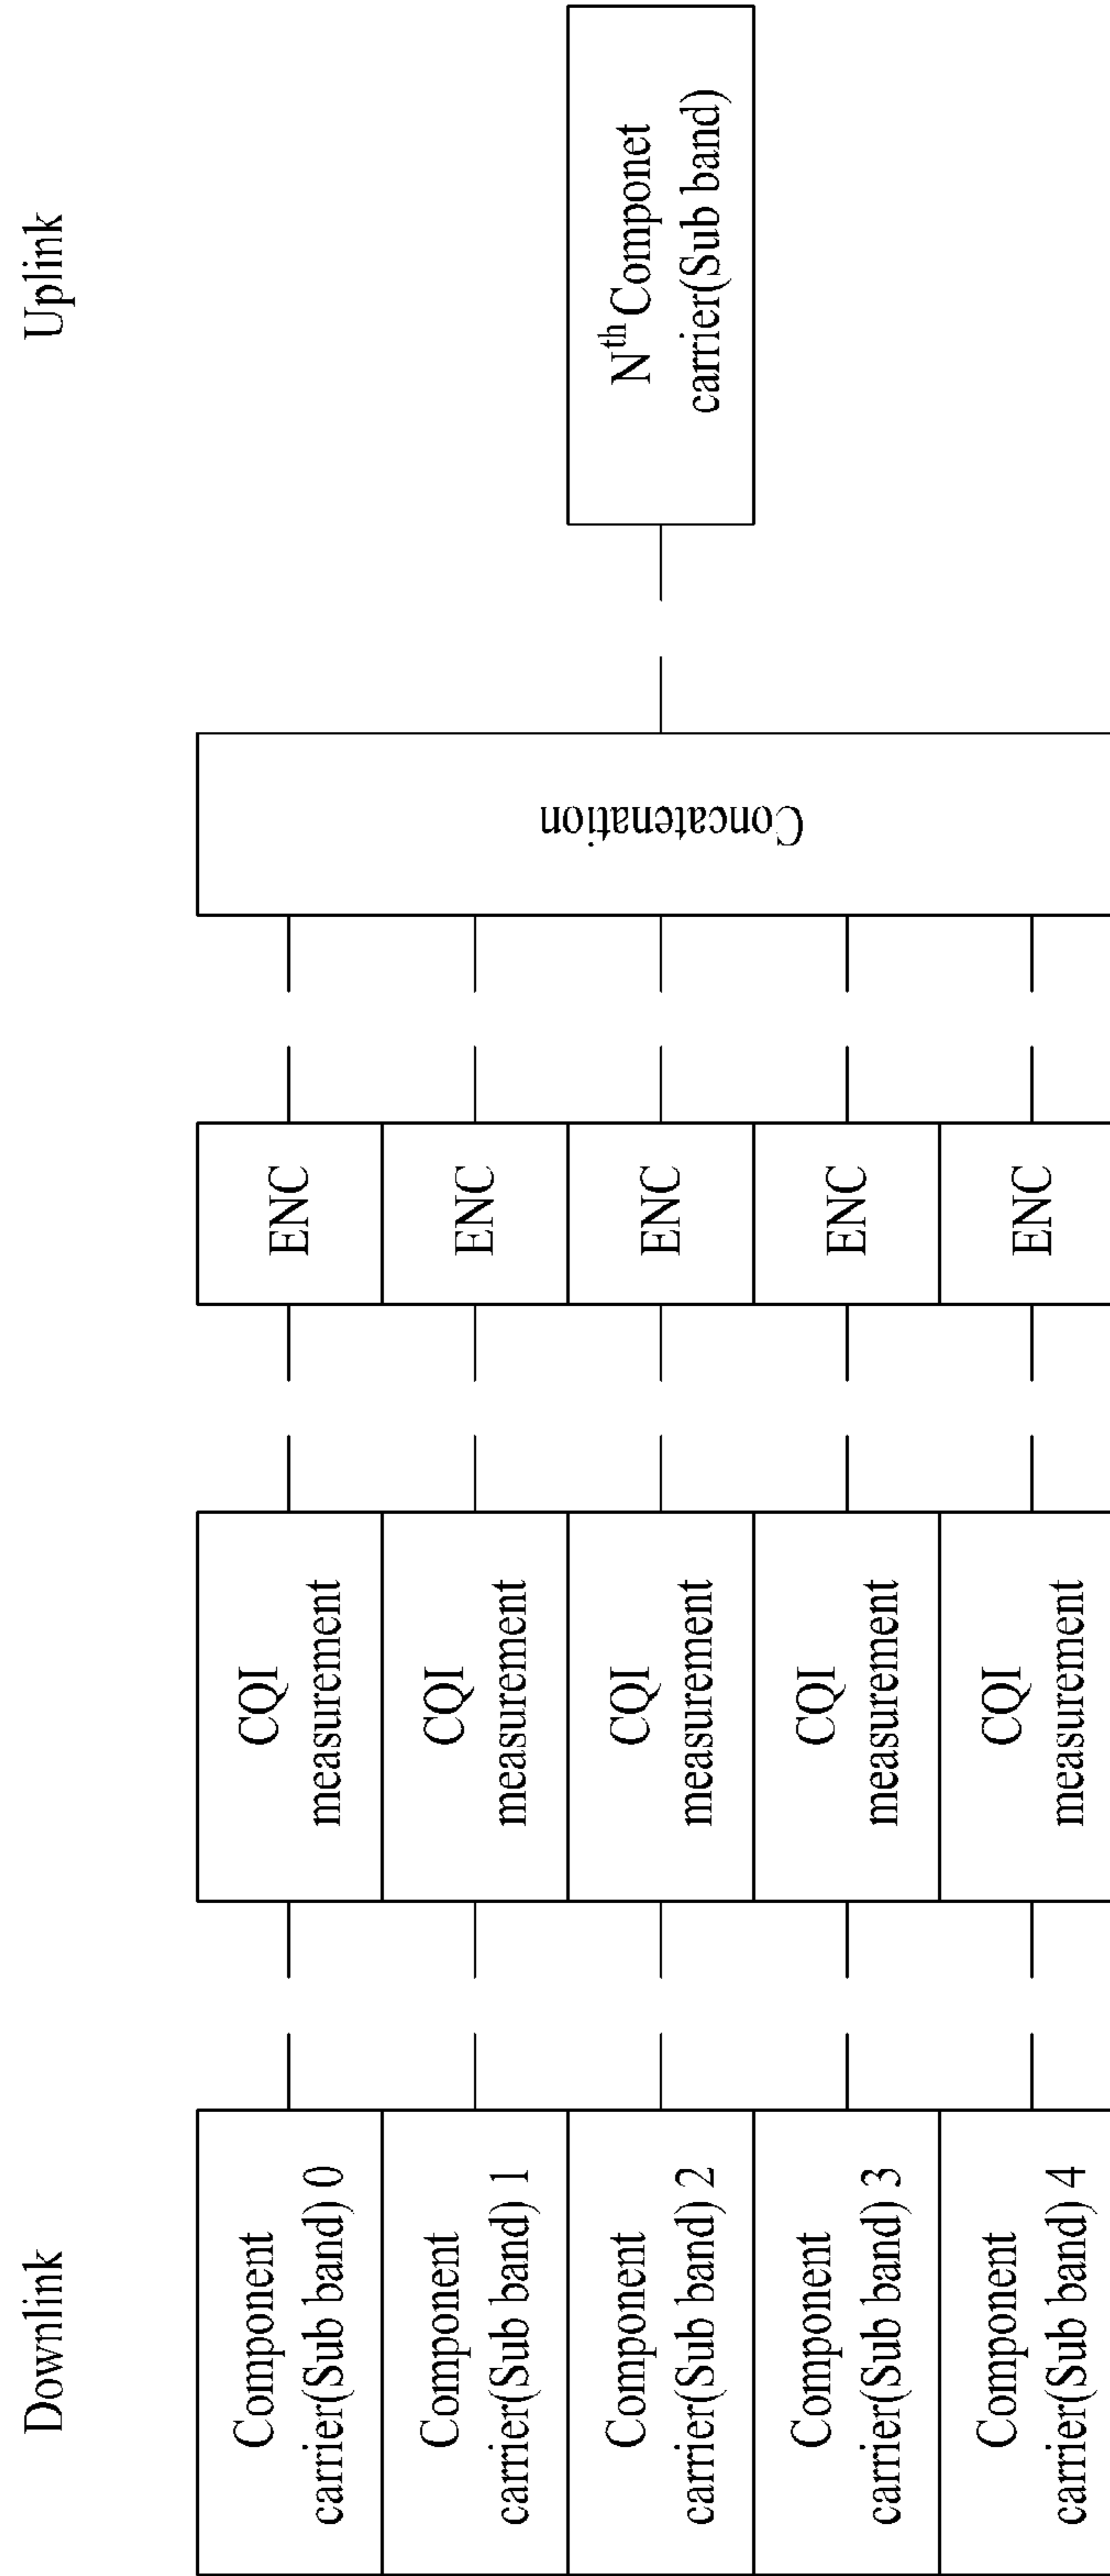 Downlink
Uplink
Component
carrier(Sub band) 0
CQI
measurement
ENC
Component
carrier(Sub band) 1
CQI
measurement
ENC
Component
carrier(Sub band) 2
CQI
measurement
ENC
Concatenation
N^th Componet
carrier(Sub band)
Component
carrier(Sub band) 3
CQI
measurement
ENC
Component
carrier(Sub band) 4
CQI
measurement
ENC